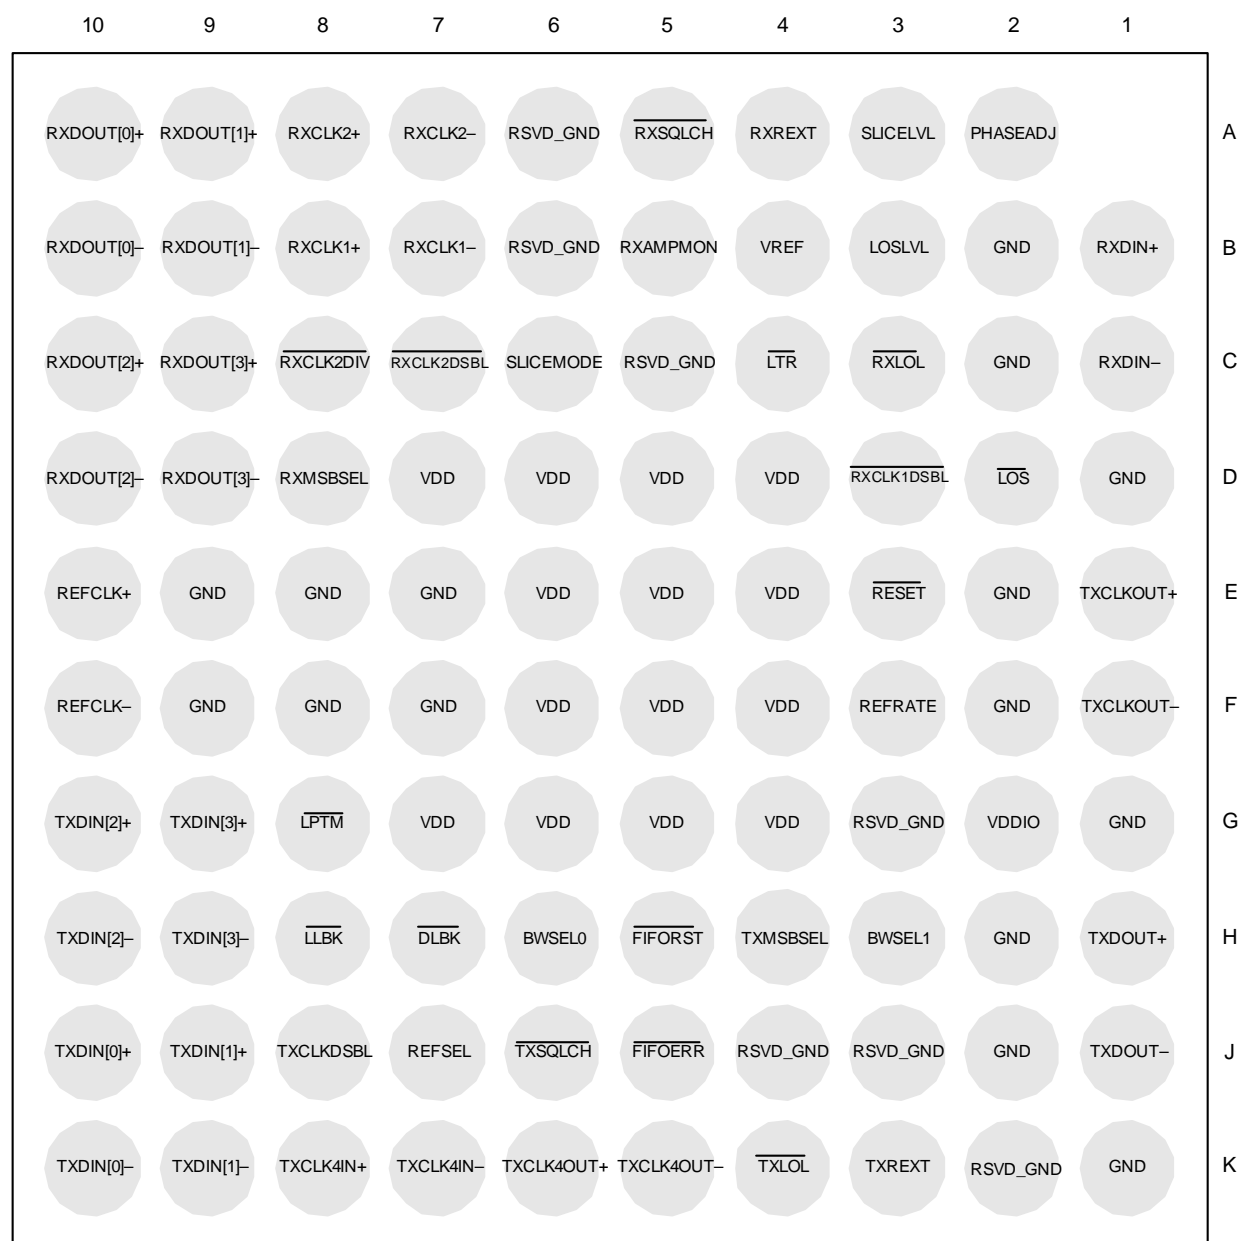 10 9 8 7 6 5 4 3 2 1
RXDOUT[0]+ RXDOUT[1]+ RXCLK2+ RXCLK2– RSVD_GND RXSQLCH RXREXT SLICELVL PHASEADJ A
RXDOUT[0]– RXDOUT[1]– RXCLK1+ RXCLK1– RSVD_GND RXAMPMON VREF LOSLVL GND RXDIN+ B
RXDOUT[2]+ RXDOUT[3]+ RXCLK2DIV RXCLK2DSBL SLICEMODE RSVD_GND LTR RXLOL GND RXDIN– C
RXDOUT[2]– RXDOUT[3]– RXMSBSEL VDD VDD VDD VDD RXCLK1DSBL LOS GND D
REFCLK+ GND GND GND VDD VDD VDD RESET GND TXCLKOUT+ E
REFCLK– GND GND GND VDD VDD VDD REFRATE GND TXCLKOUT– F
TXDIN[2]+ TXDIN[3]+ LPTM VDD VDD VDD VDD RSVD_GND VDDIO GND G
TXDIN[2]– TXDIN[3]– LLBK DLBK BWSEL0 FIFORST TXMSBSEL BWSEL1 GND TXDOUT+ H
TXDIN[0]+ TXDIN[1]+ TXCLKDSBL REFSEL TXSQLCH FIFOERR RSVD_GND RSVD_GND GND TXDOUT– J
TXDIN[0]– TXDIN[1]– TXCLK4IN+ TXCLK4IN– TXCLK4OUT+ TXCLK4OUT– TXLOL TXREXT RSVD_GND GND K